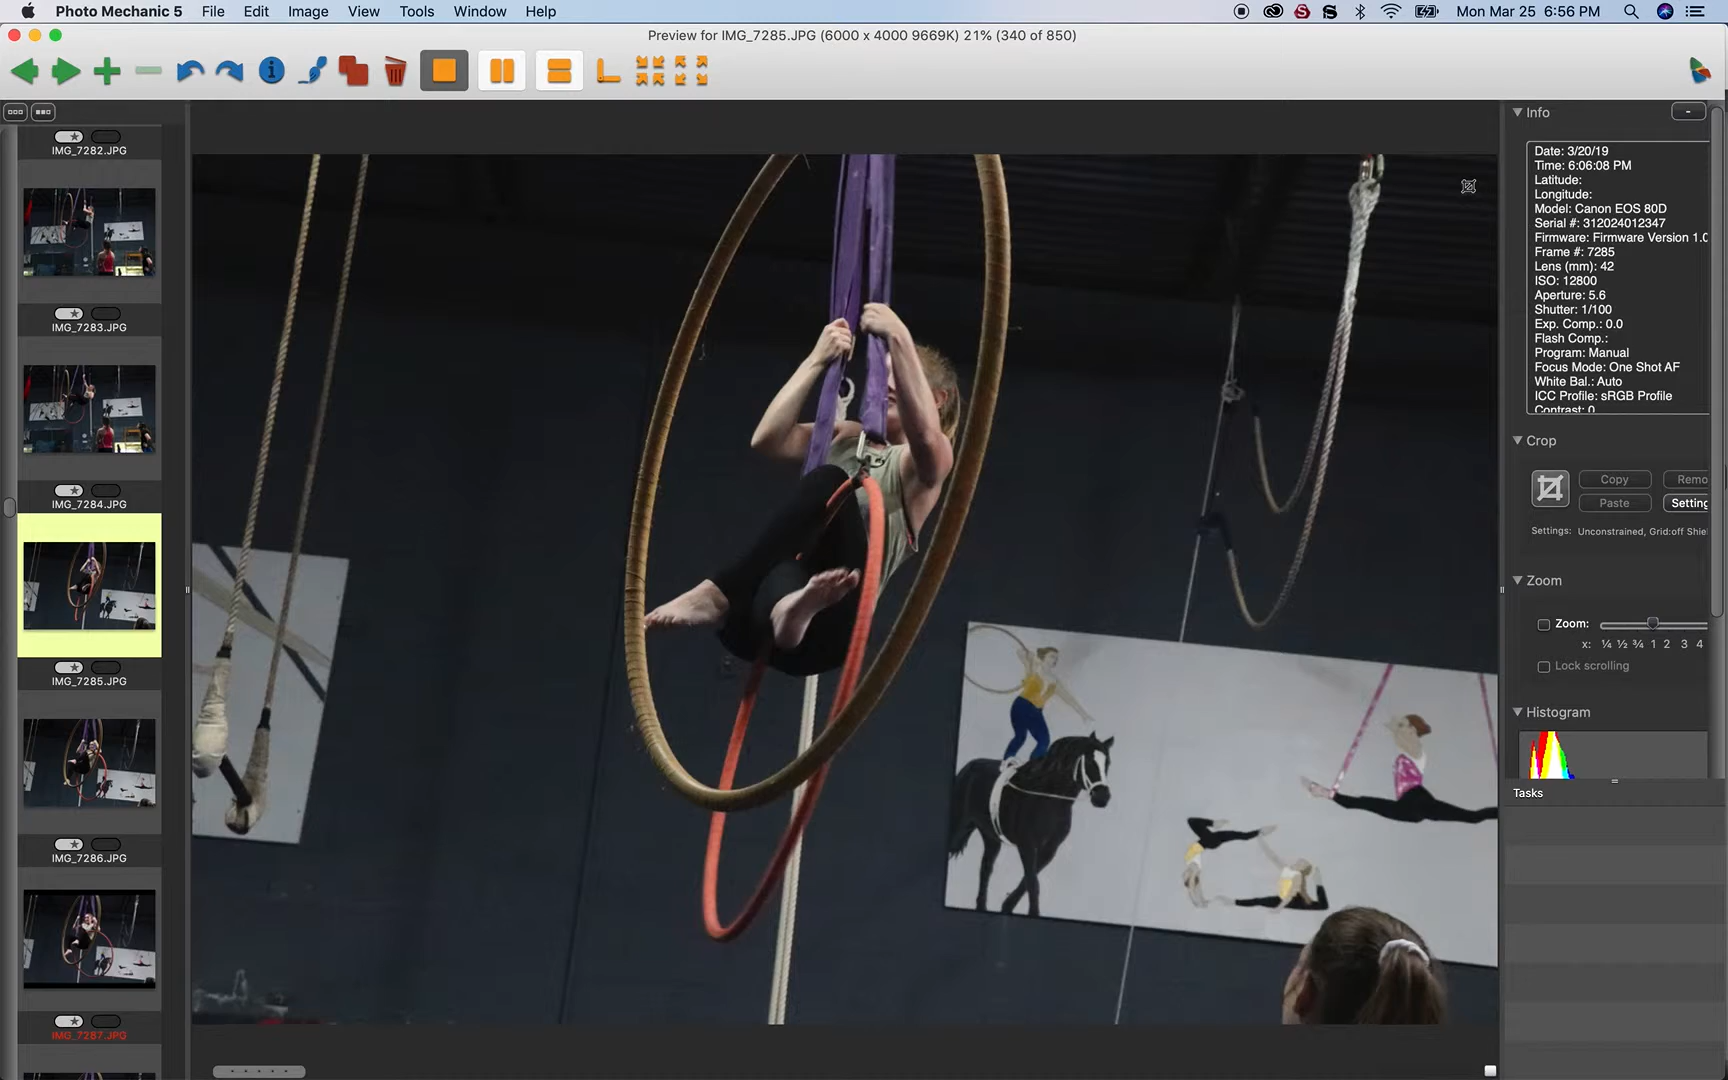 Photo Mechanic 5 File Edit Image View Tools Window Help Mon Mar 25 6:56 PM
Preview for IMG_7285.JPG (6000 x 4000 9669K) 21% (340 of 850)
IMG_7282.JPG
IMG_7283.JPG
IMG_7284.JPG
IMG_7285.JPG
IMG_7286.JPG
IMG_7287.JPG
Info
-
Date: 3/20/19
Time: 6:06:08 PM
Latitude:
Longitude:
Model: Canon EOS 80D
Serial #: 312024012347
Firmware: Firmware Version 1.0
Frame #: 7285
Lens (mm): 42
ISO: 12800
Aperture: 5.6
Shutter: 1/100
Exp. Comp.: 0.0
Flash Comp.:
Program: Manual
Focus Mode: One Shot AF
White Bal.: Auto
ICC Profile: sRGB Profile
Contrast: 0
Crop
Copy Remo
Paste Setting
Settings: Unconstrained, Grid:off Shie
Zoom
Zoom:
x: ¼ ½ ¾ 1 2 3 4
Lock scrolling
Histogram
Tasks